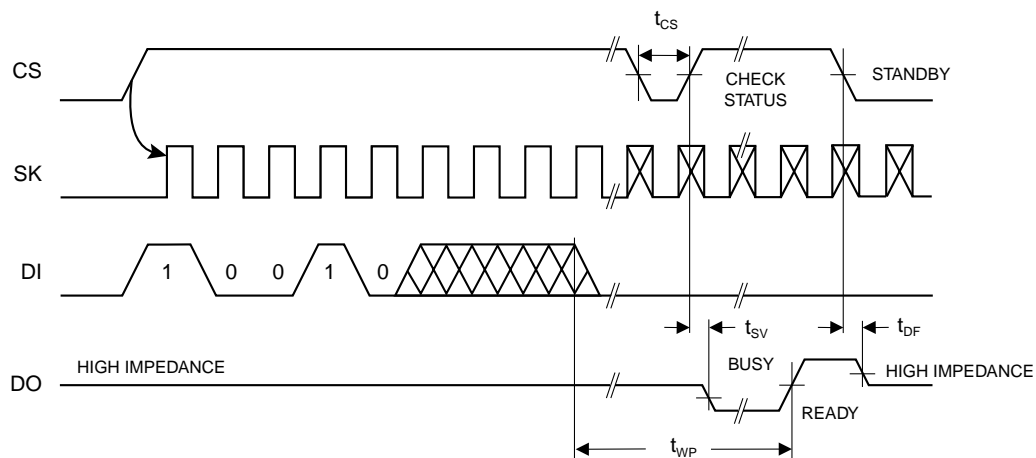 t_CS
CS
CHECK
STATUS
STANDBY
SK
DI
1 0 0 1 0
t_SV
t_DF
HIGH IMPEDANCE
BUSY
HIGH IMPEDANCE
DO
READY
t_WP